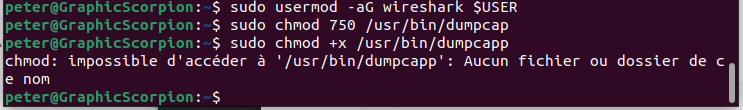 peter@GraphicScorpion:~$ sudo usermod -aG wireshark $USER
peter@GraphicScorpion:~$ sudo chmod 750 /usr/bin/dumpcap
peter@GraphicScorpion:~$ sudo chmod +x /usr/bin/dumpcapp
chmod: impossible d'accéder à '/usr/bin/dumpcapp': Aucun fichier ou dossier de c
e nom
peter@GraphicScorpion:~$